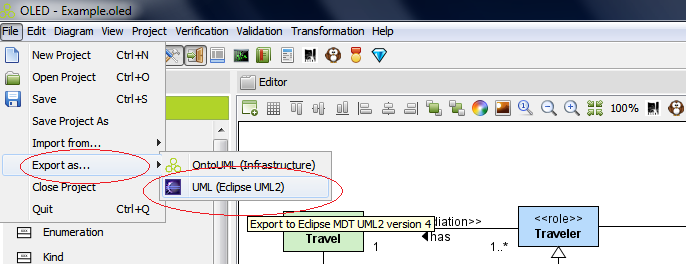 OLED - Example.oled
File Edit Diagram View Project Verification Validation Transformation Help
New Project Ctrl+N
Open Project Ctrl+O
Editor
Save Ctrl+S
100%
Save Project As
Import from...
Export as...
OntoUML (Infrastructure)
Close Project
UML (Eclipse UML2)
Quit Ctrl+Q
Export to Eclipse MDT UML2 version 4
diation>>
<<role>>
Enumeration
Travel
has
Traveler
1
1..*
Kind